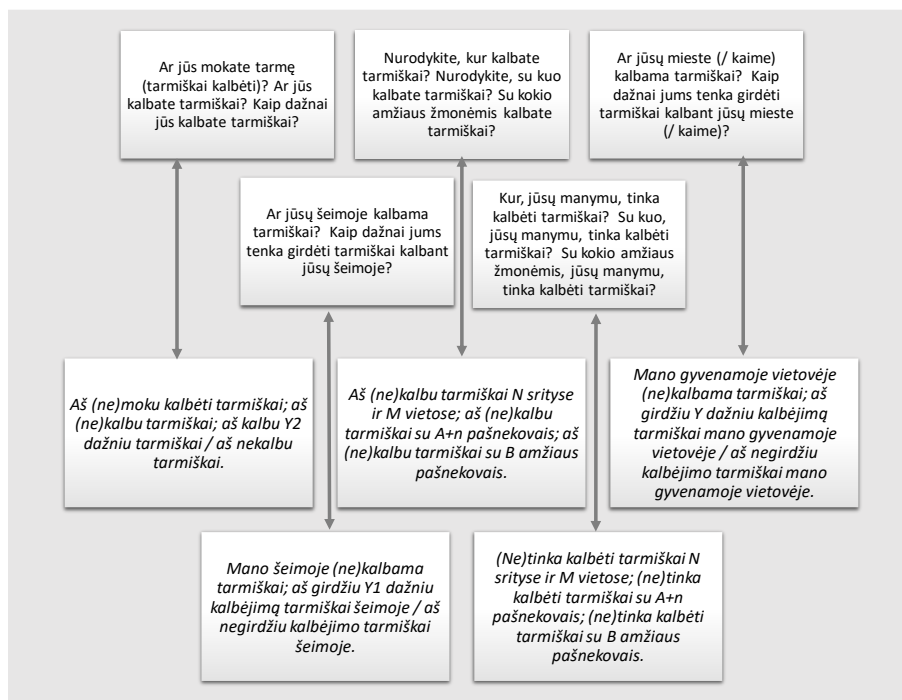 Ar jūs mokate tarmę
(tarmiškai kalbėti)? Ar jūs
kalbate tarmiškai? Kaip dažnai
jūs kalbate tarmiškai?
Nurodykite, kur kalbate
tarmiškai? Nurodykite, su kuo
kalbate tarmiškai? Su kokio
amžiaus žmonėmis kalbate
tarmiškai?
Ar jūsų mieste (/ kaime)
kalbama tarmiškai? Kaip
dažnai jums tenka girdėti
tarmiškai kalbant jūsų mieste
(/ kaime)?
Ar jūsų šeimoje kalbama
tarmiškai? Kaip dažnai jums
tenka girdėti tarmiškai kalbant
jūsų šeimoje?
Kur, jūsų manymu, tinka
kalbėti tarmiškai? Su kuo,
jūsų manymu, tinka kalbėti
tarmiškai? Su kokio amžiaus
žmonėmis, jūsų manymu,
tinka kalbėti tarmiškai?
Aš (ne)moku kalbėti tarmiškai; aš
(ne)kalbu tarmiškai; aš kalbu Y2
dažniu tarmiškai / aš nekalbu
tarmiškai.
Aš (ne)kalbu tarmiškai N srityse
ir M vietose; aš (ne)kalbu
tarmiškai su A+n pašnekovais; aš
(ne)kalbu tarmiškai su B amžiaus
pašnekovais.
Mano gyvenamoje vietovėje
(ne)kalbama tarmiškai; aš
girdžiu Y dažniu kalbėjimą
tarmiškai mano gyvenamoje
vietovėje / aš negirdžiu
kalbėjimo tarmiškai mano
gyvenamoje vietovėje.
Mano šeimoje (ne)kalbama
tarmiškai; aš girdžiu Y1 dažniu
kalbėjimą tarmiškai šeimoje / aš
negirdžiu kalbėjimo tarmiškai
šeimoje.
(Ne)tinka kalbėti tarmiškai N
srityse ir M vietose; (ne)tinka
kalbėti tarmiškai su A+n
pašnekovais; (ne)tinka kalbėti
tarmiškai su B amžiaus
pašnekovais.